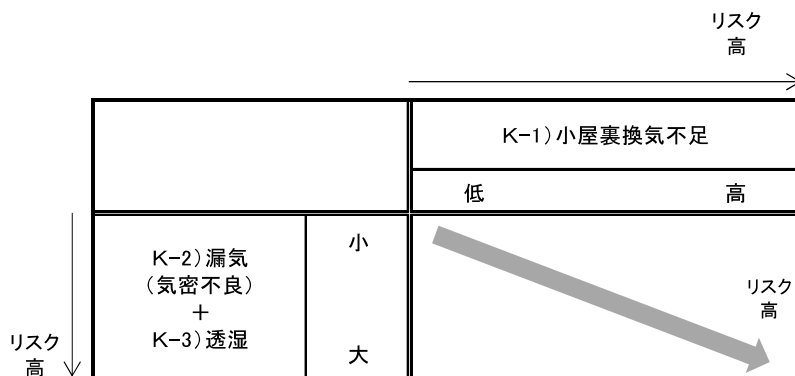 リスク
高
K-1)小屋裏換気不足
低 高
K-2)漏気
(気密不良)
+
K-3)透湿
小
大
リスク
高
リスク
高